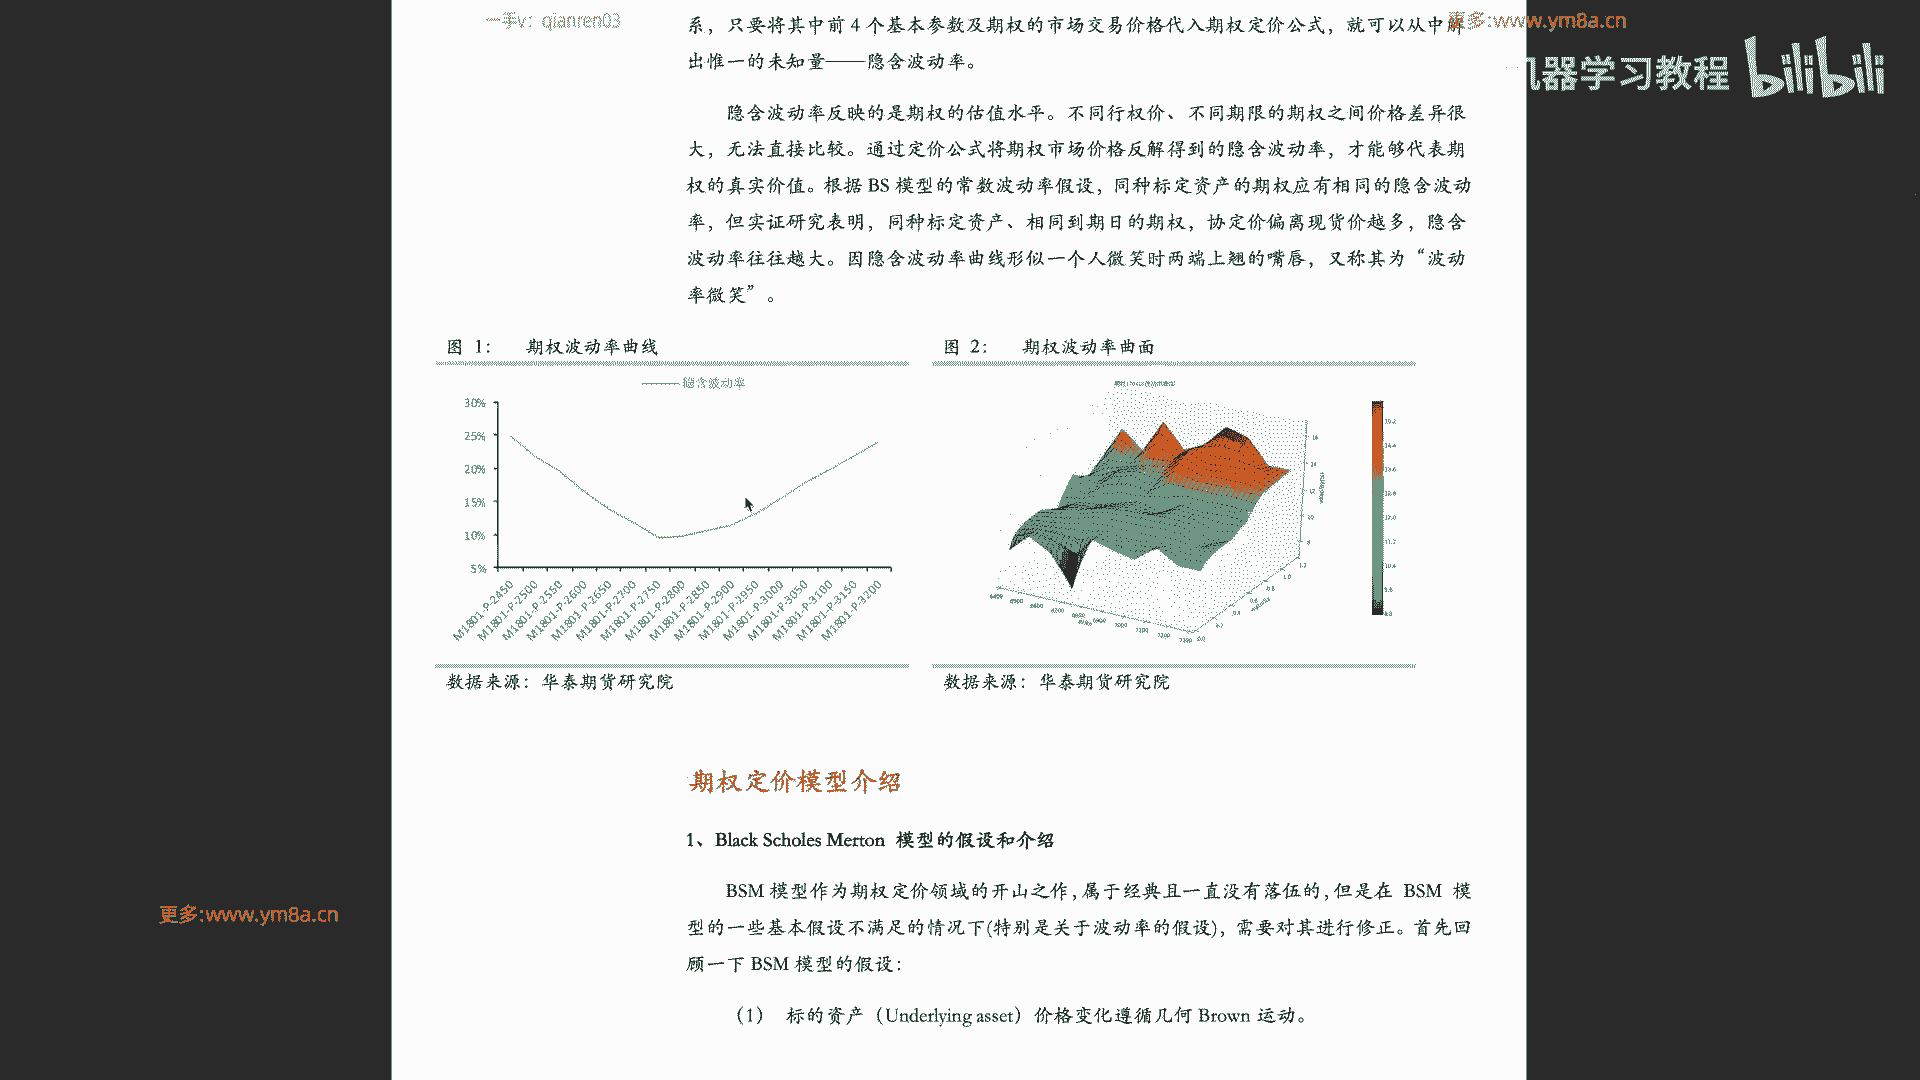 一手v：qianren03
更多:www.ym8a.cn
机器学习教程 bilibili
系，只要将其中前 4 个基本参数及期权的市场交易价格代入期权定价公式，就可以从中解
出惟一的未知量——隐含波动率。
隐含波动率反映的是期权的估值水平。不同行权价、不同期限的期权之间价格差异很
大，无法直接比较。通过定价公式将期权市场价格反解得到的隐含波动率，才能够代表期
权的真实价值。根据 BS 模型的常数波动率假设，同种标定资产的期权应有相同的隐含波动
率，但实证研究表明，同种标定资产、相同到期日的期权，协定价偏离现货价越多，隐含
波动率往往越大。因隐含波动率曲线形似一个人微笑时两端上翘的嘴唇，又称其为“波动
率微笑”。
图 1： 期权波动率曲线
隐含波动率
30%
25%
20%
15%
10%
5%
M1801-P-2450
M1801-P-2500
M1801-P-2550
M1801-P-2600
M1801-P-2650
M1801-P-2700
M1801-P-2750
M1801-P-2800
M1801-P-2850
M1801-P-2900
M1801-P-2950
M1801-P-3000
M1801-P-3050
M1801-P-3100
M1801-P-3150
M1801-P-3200
数据来源：华泰期货研究院
图 2： 期权波动率曲面
数据来源：华泰期货研究院
期权定价模型介绍
1、Black Scholes Merton 模型的假设和介绍
BSM 模型作为期权定价领域的开山之作,属于经典且一直没有落伍的,但是在 BSM 模
型的一些基本假设不满足的情况下(特别是关于波动率的假设)，需要对其进行修正。首先回
顾一下 BSM 模型的假设：
（1） 标的资产（Underlying asset）价格变化遵循几何 Brown 运动。
更多:www.ym8a.cn